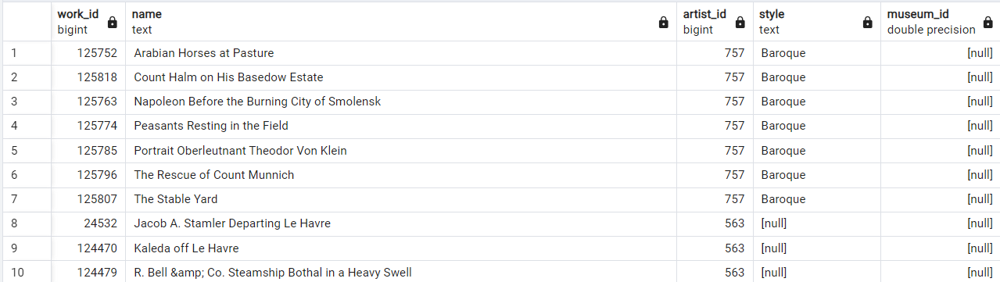 work_id name artist_id style museum_id
bigint text bigint text double precision
1 125752 Arabian Horses at Pasture 757 Baroque [null]
2 125818 Count Halm on His Basedow Estate 757 Baroque [null]
3 125763 Napoleon Before the Burning City of Smolensk 757 Baroque [null]
4 125774 Peasants Resting in the Field 757 Baroque [null]
5 125785 Portrait Oberleutnant Theodor Von Klein 757 Baroque [null]
6 125796 The Rescue of Count Munnich 757 Baroque [null]
7 125807 The Stable Yard 757 Baroque [null]
8 24532 Jacob A. Stamler Departing Le Havre 563 [null] [null]
9 124470 Kaleda off Le Havre 563 [null] [null]
10 124479 R. Bell &amp; Co. Steamship Bothal in a Heavy Swell 563 [null] [null]